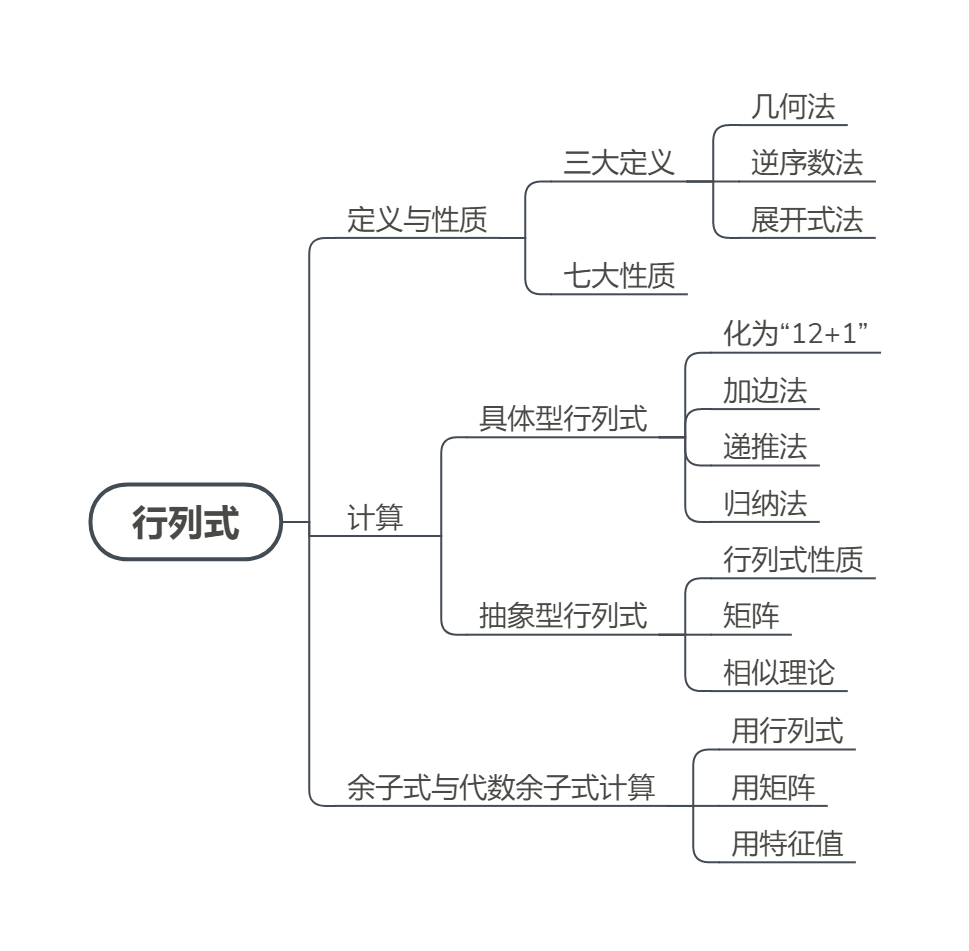 行列式
定义与性质
三大定义
几何法
逆序数法
展开式法
七大性质
计算
具体型行列式
化为“12+1”
加边法
递推法
归纳法
抽象型行列式
行列式性质
矩阵
相似理论
余子式与代数余子式计算
用行列式
用矩阵
用特征值